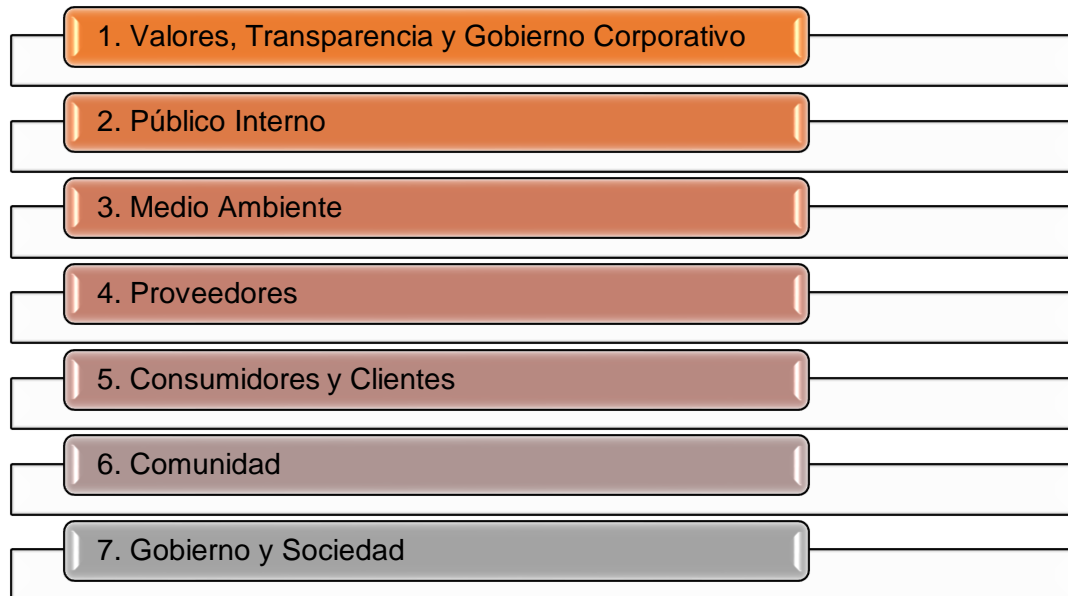 1. Valores, Transparencia y Gobierno Corporativo
2. Público Interno
3. Medio Ambiente
4. Proveedores
5. Consumidores y Clientes
6. Comunidad
7. Gobierno y Sociedad